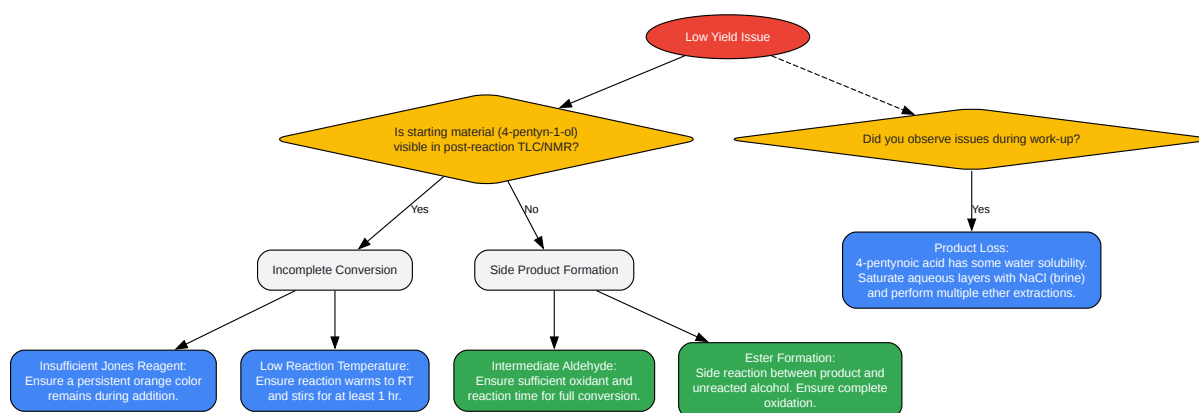 Low Yield Issue
Is starting material (4-pentyn-1-ol)
visible in post-reaction TLC/NMR?
Did you observe issues during work-up?
Yes
No
Yes
Incomplete Conversion
Side Product Formation
Product Loss:
4-pentynoic acid has some water solubility.
Saturate aqueous layers with NaCl (brine)
and perform multiple ether extractions.
Insufficient Jones Reagent:
Ensure a persistent orange color
remains during addition.
Low Reaction Temperature:
Ensure reaction warms to RT
and stirs for at least 1 hr.
Intermediate Aldehyde:
Ensure sufficient oxidant and
reaction time for full conversion.
Ester Formation:
Side reaction between product and
unreacted alcohol. Ensure complete
oxidation.